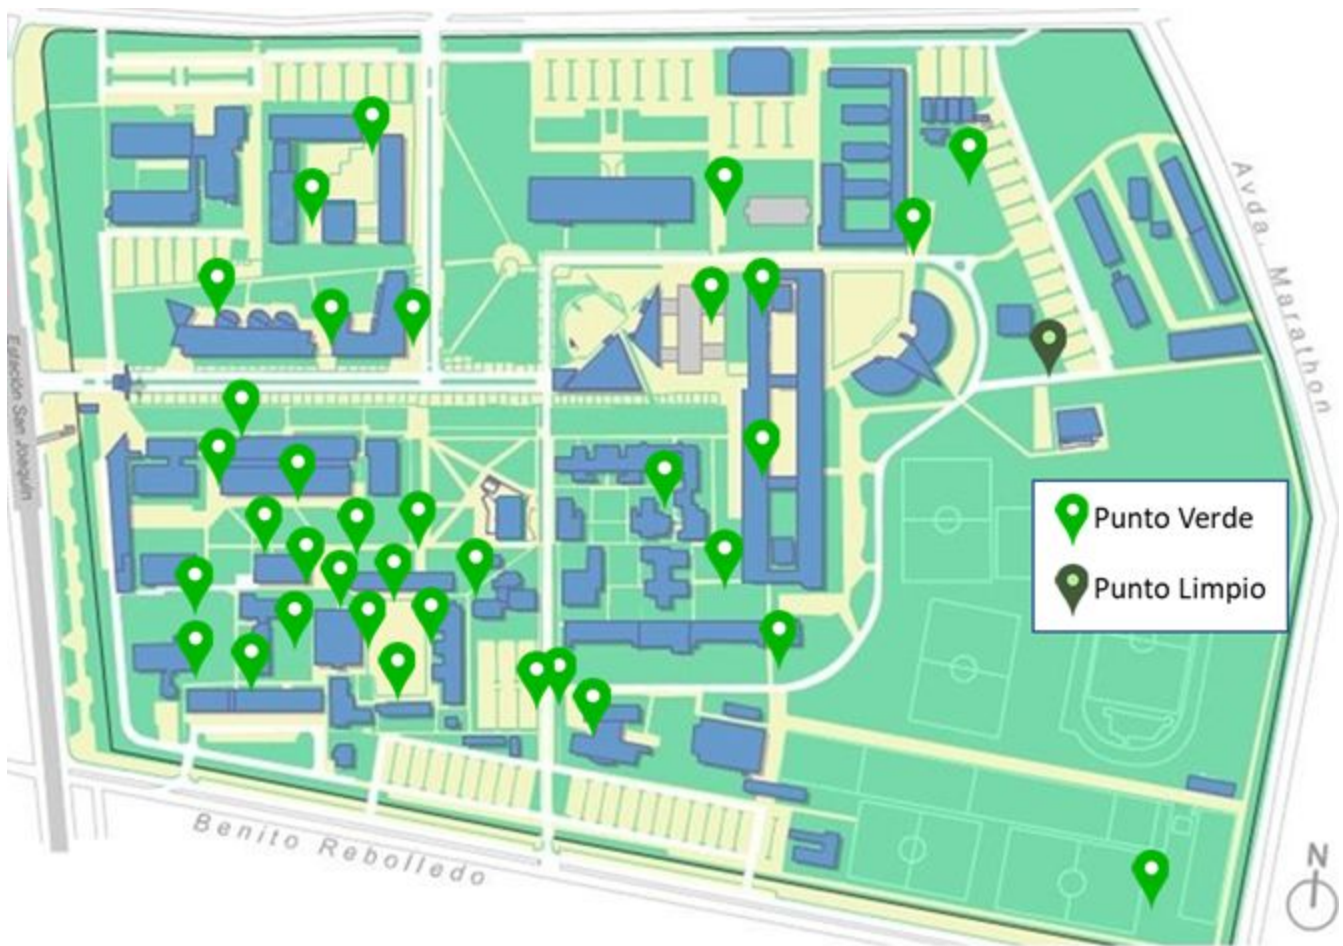 Avda. Marathon
Estación San Joaquín
Punto Verde
Punto Limpio
Benito Rebolledo
N